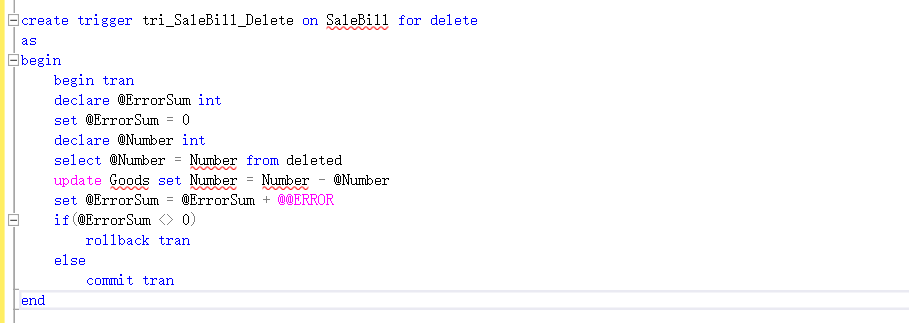 create trigger tri_SaleBill_Delete on SaleBill for delete
as
begin
    begin tran
    declare @ErrorSum int
    set @ErrorSum = 0
    declare @Number int
    select @Number = Number from deleted
    update Goods set Number = Number - @Number
    set @ErrorSum = @ErrorSum + @@ERROR
    if(@ErrorSum <> 0)
        rollback tran
    else
        commit tran
end